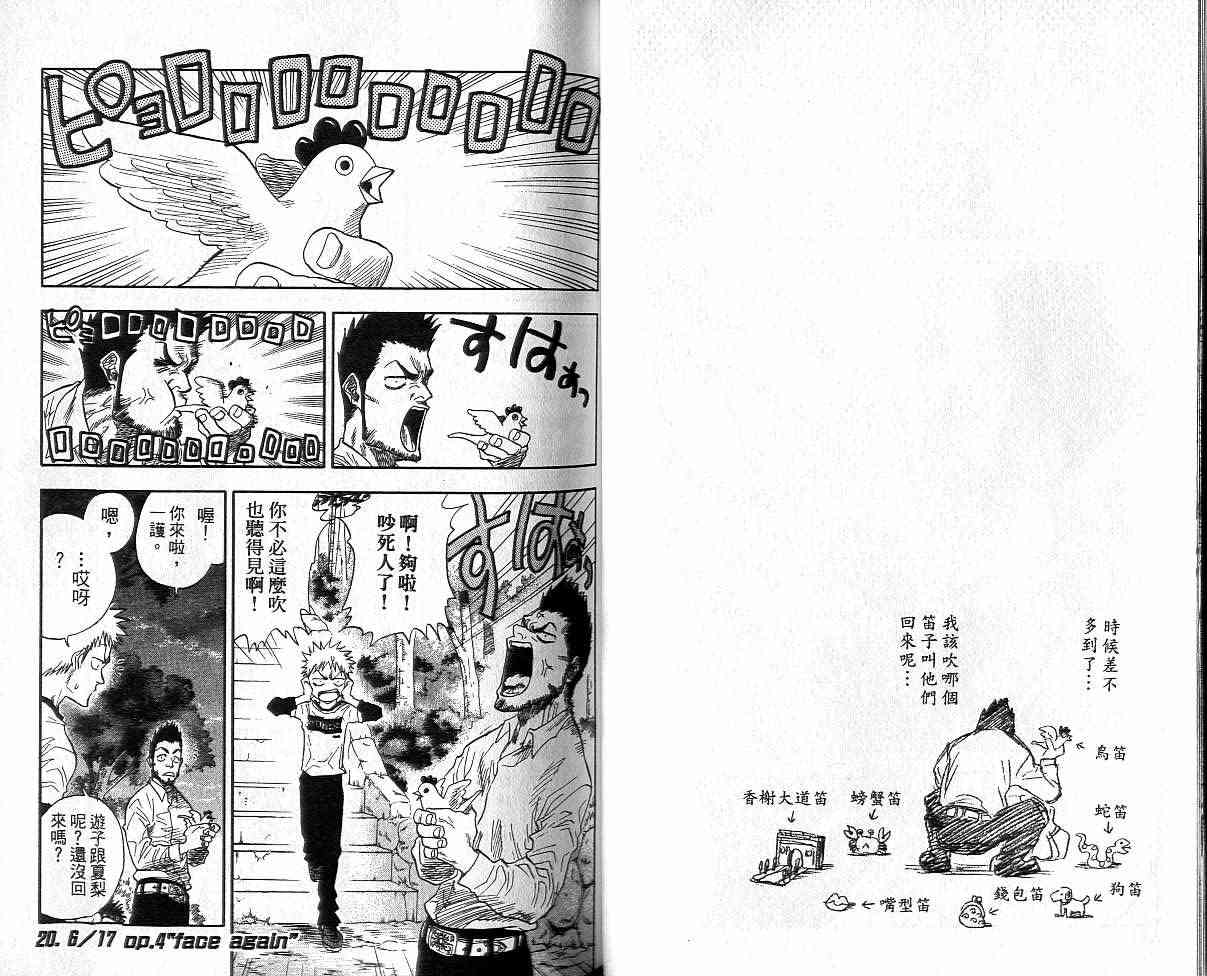 時候差不
多到了…
我該吹哪個
笛子叫他們
回來呢…
鳥笛
蛇笛
狗笛
錢包笛
嘴型笛
螃蟹笛
香榭大道笛
ピョロロロロロロロロロ
すはぁっ
ピョロロロロロロロロ
ロロロロロロロ.ロロロ
すはぁっ
啊！夠啦！
吵死人了！
你不必這麼吹
也聽得見啊！
喔！
你來啦，
一護。
嗯，
…哎呀
？
遊子跟夏梨
呢？還沒回
來嗎？
20. 6/17 op.4"face again"